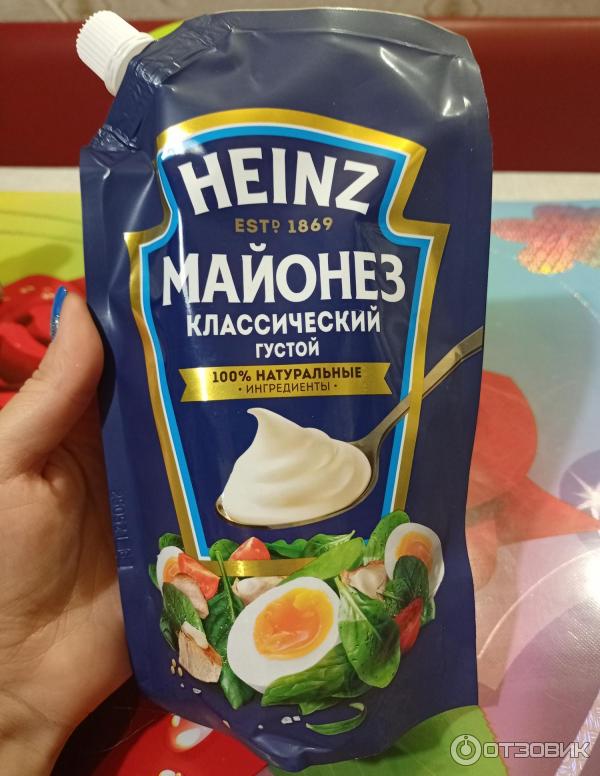 HEINZ
ESTD 1869
МАЙОНЕЗ
КЛАССИЧЕСКИЙ
ГУСТОЙ
100% НАТУРАЛЬНЫЕ
• ИНГРЕДИЕНТЫ •
ОТЗОВИК